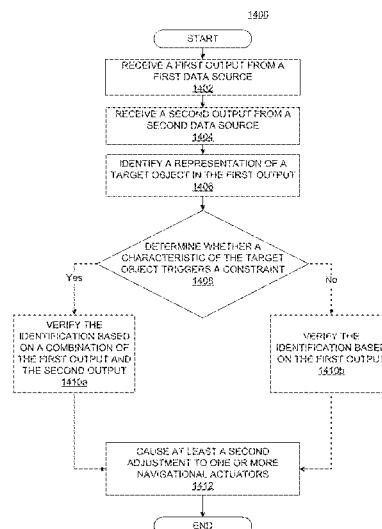 1400
START
RECEIVE A FIRST OUTPUT FROM A
FIRST DATA SOURCE
1402
RECEIVE A SECOND OUTPUT FROM A
SECOND DATA SOURCE
1404
IDENTIFY A REPRESENTATION OF A
TARGET OBJECT IN THE FIRST OUTPUT
1406
DETERMINE WHETHER A
CHARACTERISTIC OF THE TARGET
OBJECT TRIGGERS A CONSTRAINT
1408
Yes
No
VERIFY THE
IDENTIFICATION BASED
ON A COMBINATION OF
THE FIRST OUTPUT AND
THE SECOND OUTPUT
1410a
VERIFY THE
IDENTIFICATION BASED
ON THE FIRST OUTPUT
1410b
CAUSE AT LEAST A SECOND
ADJUSTMENT TO ONE OR MORE
NAVIGATIONAL ACTUATORS
1412
END